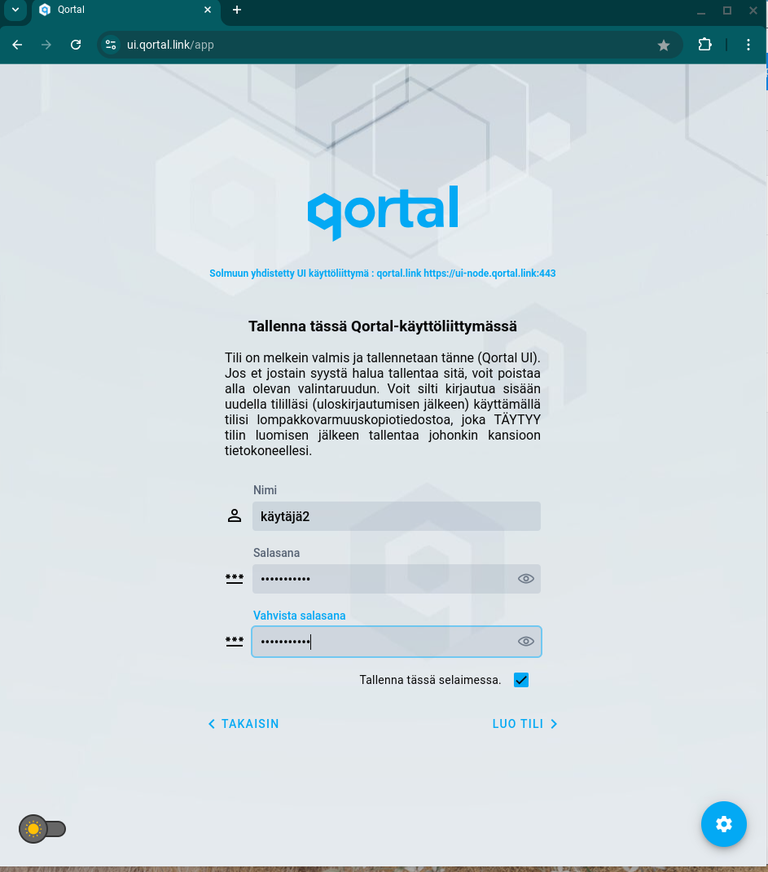 Qortal
ui.qortal.link/app
qortal
Solmuun yhdistetty UI käyttöliittymä : qortal.link https://ui-node.qortal.link:443
Tallenna tässä Qortal-käyttöliittymässä
Tili on melkein valmis ja tallennetaan tänne (Qortal UI).
Jos et jostain syystä halua tallentaa sitä, voit poistaa
alla olevan valintaruudun. Voit silti kirjautua sisään
uudella tililläsi (uloskirjautumisen jälkeen) käyttämällä
tilisi lompakkovarmuuskopiotiedostoa, joka TÄYTYY
tilin luomisen jälkeen tallentaa johonkin kansioon
tietokoneellesi.
Nimi
käytäjä2
Salasana
•••••••••••
Vahvista salasana
•••••••••••
Tallenna tässä selaimessa.
TAKAISIN
LUO TILI